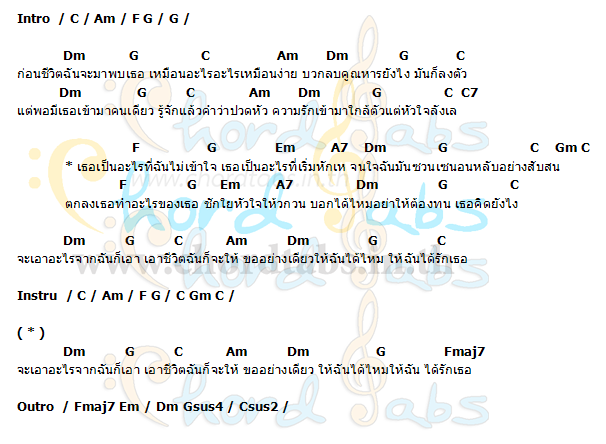 Intro / C / Am / F G / G /
Dm G C Am Dm G C
ก่อนชีวิตฉันจะมาพบเธอ เหมือนอะไรอะไรเหมือนง่าย บวกลบคูณหารยังไง มันก็ลงตัว
Dm G C Am Dm G C C7
แต่พอมีเธอเข้ามาคนเดียว รู้จักแล้วคำว่าปวดหัว ความรักเข้ามาใกล้ตัวแต่หัวใจลังเล
F G Em A7 Dm G C Gm C
* เธอเป็นอะไรที่ฉันไม่เข้าใจ เธอเป็นอะไรที่เริ่มหักเห จนใจฉันมันซวนเซนอนหลับอย่างสับสน
F G Em A7 Dm G C
ตกลงเธอทำอะไรของเธอ ชักใยหัวใจให้วกวน บอกได้ไหมอย่าให้ต้องทน เธอคิดยังไง
Dm G C Am Dm G C
จะเอาอะไรจากฉันก็เอา เอาชีวิตฉันก็จะให้ ขออย่างเดียวให้ฉันได้ไหม ให้ฉันได้รักเธอ
www.chordtabs.in.th
Instru / C / Am / F G / C Gm C /
( * )
Dm G C Am Dm G Fmaj7
จะเอาอะไรจากฉันก็เอา เอาชีวิตฉันก็จะให้ ขออย่างเดียว ให้ฉันได้ไหมให้ฉัน ได้รักเธอ
Outro / Fmaj7 Em / Dm Gsus4 / Csus2 /